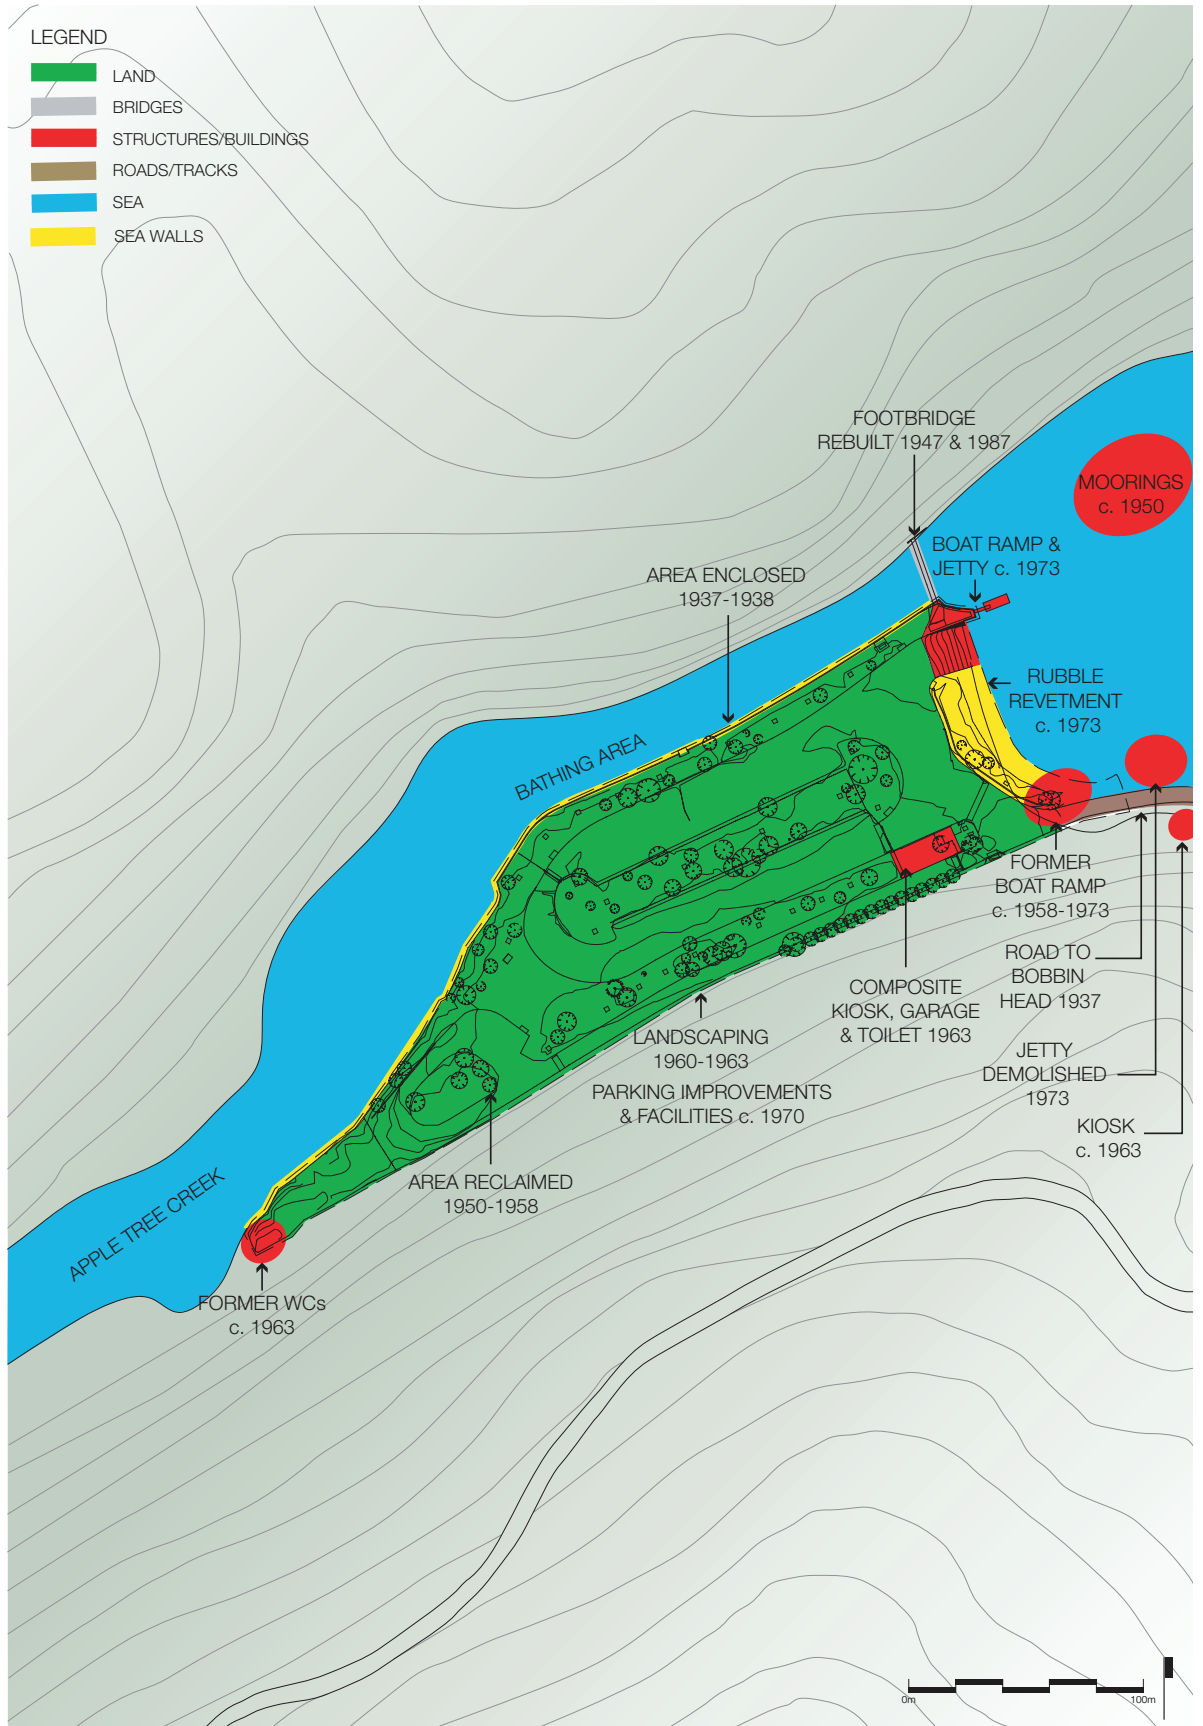 LEGEND
LAND
BRIDGES
STRUCTURES/BUILDINGS
ROADS/TRACKS
SEA
SEA WALLS
FOOTBRIDGE
REBUILT 1947 & 1987
MOORINGS
c. 1950
BOAT RAMP &
JETTY c. 1973
AREA ENCLOSED
1937-1938
RUBBLE
REVETMENT
c. 1973
BATHING AREA
FORMER
BOAT RAMP
c. 1958-1973
ROAD TO
BOBBIN
HEAD 1937
COMPOSITE
KIOSK, GARAGE
& TOILET 1963
LANDSCAPING
1960-1963
PARKING IMPROVEMENTS
& FACILITIES c. 1970
JETTY
DEMOLISHED
1973
KIOSK
c. 1963
AREA RECLAIMED
1950-1958
APPLE TREE CREEK
FORMER WCs
c. 1963
0m 100m